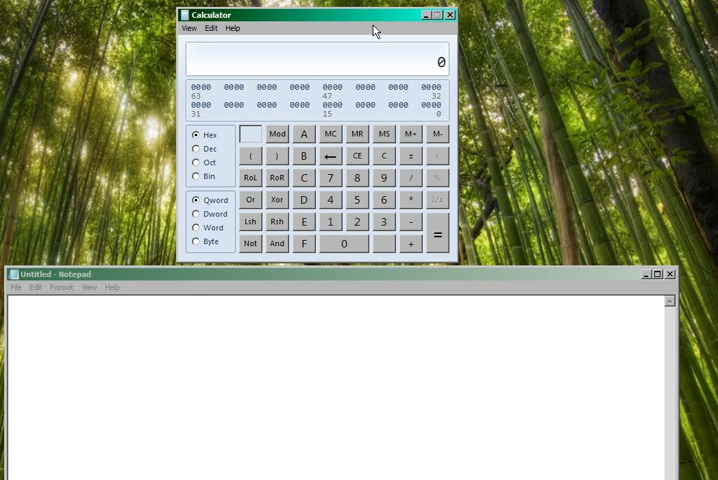 Calculator
View Edit Help
0
0000 0000 0000 0000 0000 0000 0000 0000
63 47 32
0000 0000 0000 0000 0000 0000 0000 0000
31 15 0
Hex Mod A MC MR MS M+ M-
Dec ( ) B ← CE C ± √
Oct
Bin RoL RoR C 7 8 9 / %
Qword Or Xor D 4 5 6 * 1/x
Dword
Word Lsh Rsh E 1 2 3 - =
Byte Not And F 0 . +
Untitled - Notepad
File Edit Format View Help